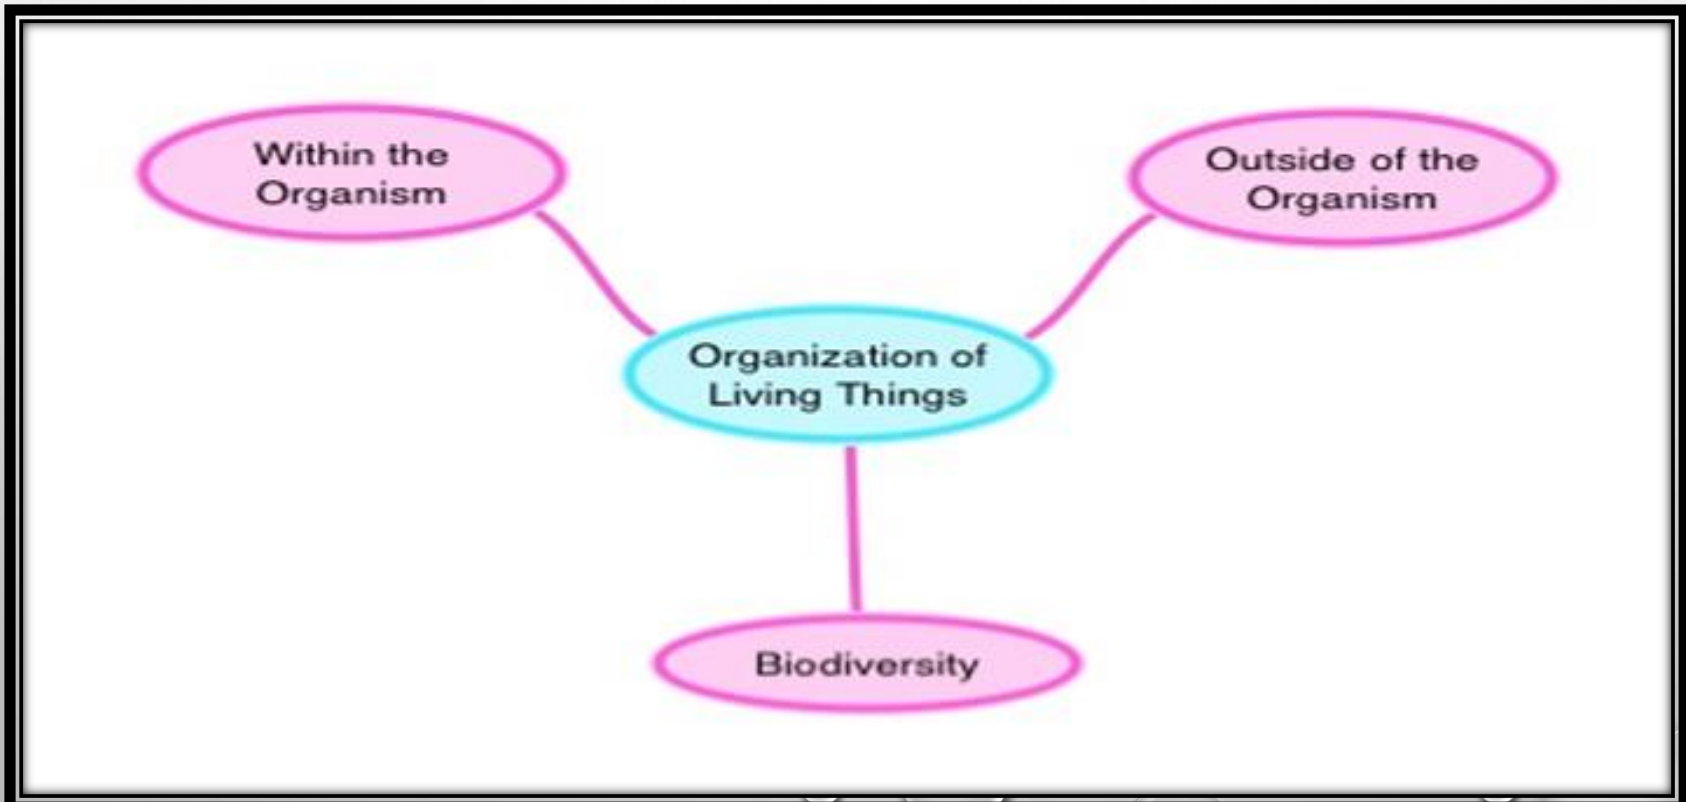 Within the
Organism
Outside of the
Organism
Organization of
Living Things
Biodiversity